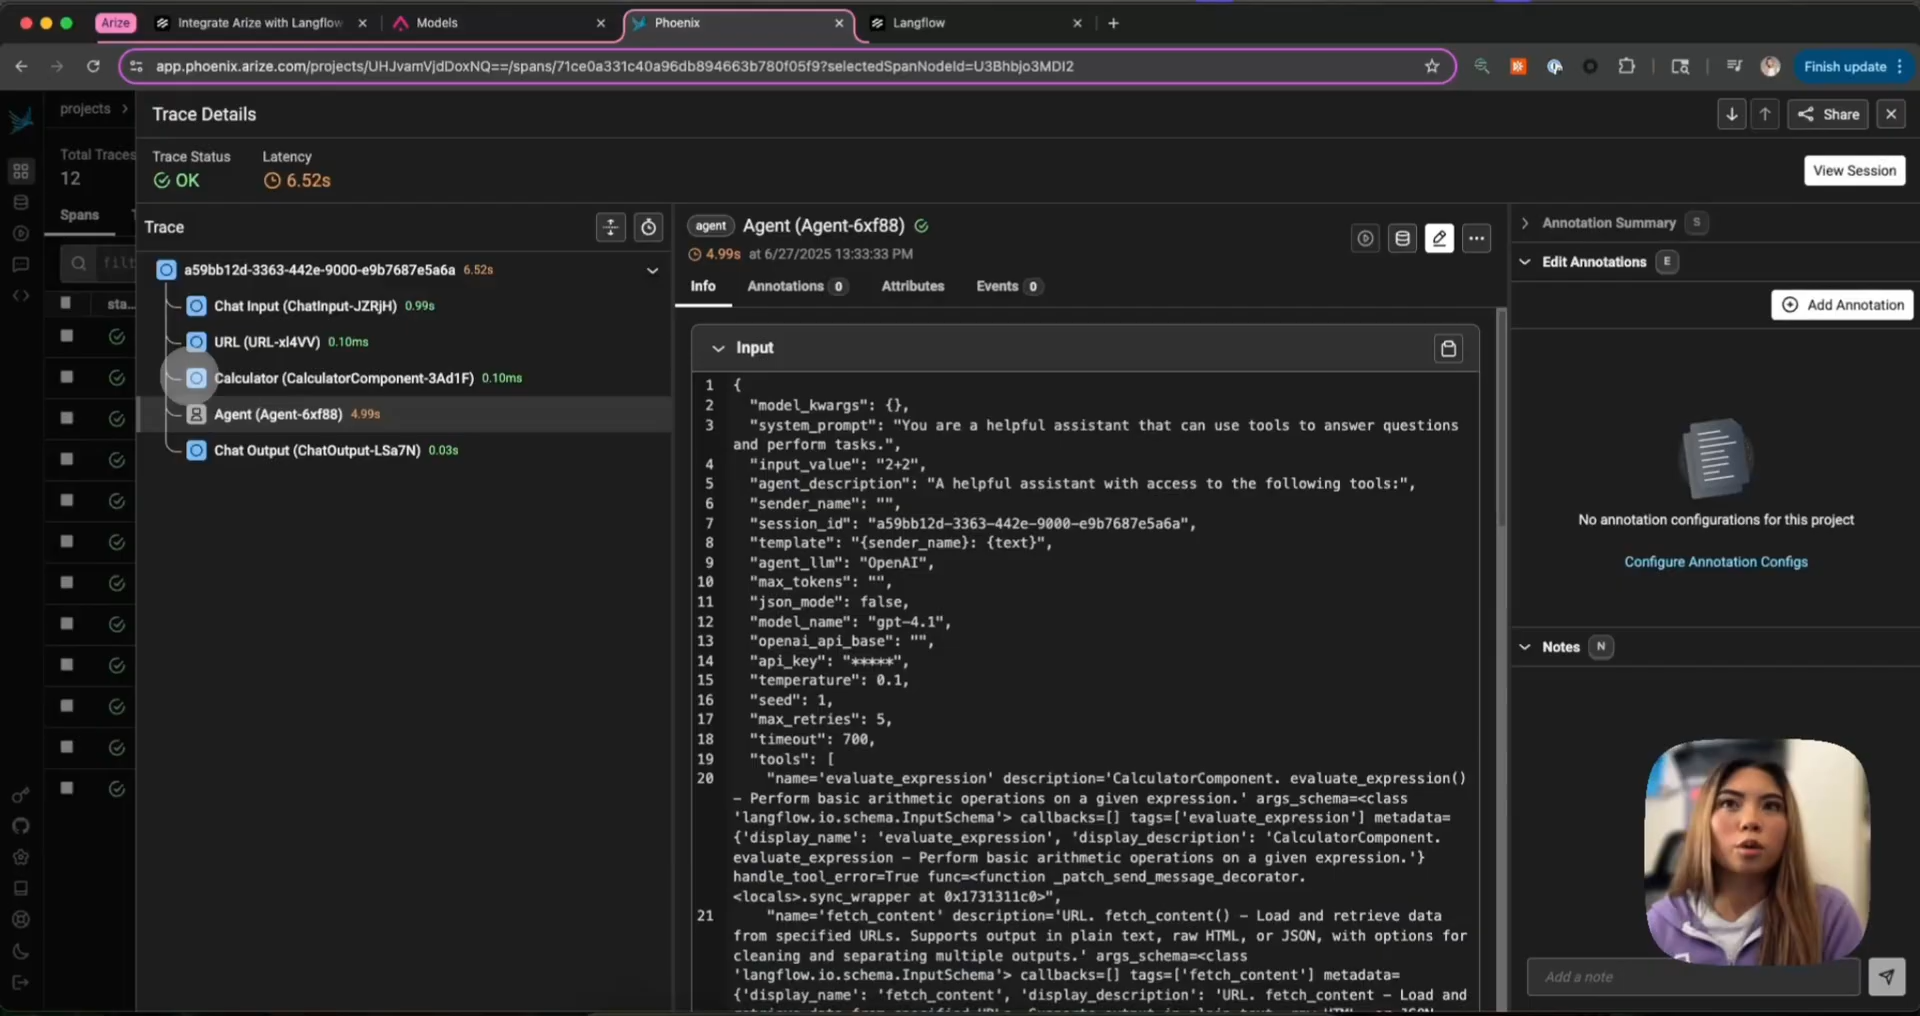 Arize
Integrate Arize with Langflow
Models
Phoenix
Langflow
app.phoenix.arize.com/projects/UHJvamVjdDoxNQ==/spans/71ce0a331c40a96db894663b780f05f9?selectedSpanNodeId=U3Bhbjo3MDI2
Finish update
projects
Trace Details
Share
Total Traces
12
Trace Status
Latency
OK
6.52s
View Session
Spans
Trace
filt
sta...
a59bb12d-3363-442e-9000-e9b7687e5a6a 6.52s
Chat Input (ChatInput-JZRjH) 0.99s
URL (URL-xl4VV) 0.10ms
Calculator (CalculatorComponent-3Ad1F) 0.10ms
Agent (Agent-6xf88) 4.99s
Chat Output (ChatOutput-LSa7N) 0.03s
agent Agent (Agent-6xf88)
4.99s at 6/27/2025 13:33:33 PM
Info Annotations 0 Attributes Events 0
Input
1 {
2 "model_kwargs": {},
3 "system_prompt": "You are a helpful assistant that can use tools to answer questions
and perform tasks.",
4 "input_value": "2+2",
5 "agent_description": "A helpful assistant with access to the following tools:",
6 "sender_name": "",
7 "session_id": "a59bb12d-3363-442e-9000-e9b7687e5a6a",
8 "template": "{sender_name}: {text}",
9 "agent_llm": "OpenAI",
10 "max_tokens": "",
11 "json_mode": false,
12 "model_name": "gpt-4.1",
13 "openai_api_base": "",
14 "api_key": "*****",
15 "temperature": 0.1,
16 "seed": 1,
17 "max_retries": 5,
18 "timeout": 700,
19 "tools": [
20 "name='evaluate_expression' description='CalculatorComponent. evaluate_expression()
– Perform basic arithmetic operations on a given expression.' args_schema=<class
'langflow.io.schema.InputSchema'> callbacks=[] tags=['evaluate_expression'] metadata=
{'display_name': 'evaluate_expression', 'display_description': 'CalculatorComponent.
evaluate_expression – Perform basic arithmetic operations on a given expression.'}
handle_tool_error=True func=<function _patch_send_message_decorator.
<locals>.sync_wrapper at 0x1731311c0>",
21 "name='fetch_content' description='URL. fetch_content() – Load and retrieve data
from specified URLs. Supports output in plain text, raw HTML, or JSON, with options for
cleaning and separating multiple outputs.' args_schema=<class
'langflow.io.schema.InputSchema'> callbacks=[] tags=['fetch_content'] metadata=
{'display_name': 'fetch_content', 'display_description': 'URL. fetch_content – Load and
Annotation Summary S
Edit Annotations E
Add Annotation
No annotation configurations for this project
Configure Annotation Configs
Notes N
Add a note